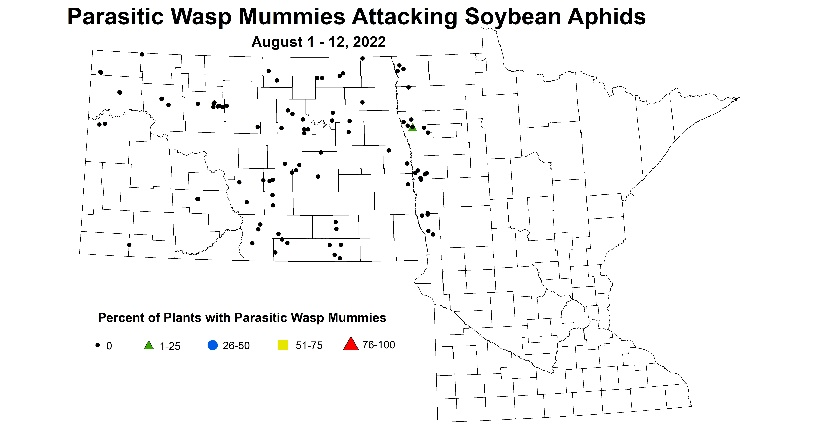 Parasitic Wasp Mummies Attacking Soybean Aphids
August 1 - 12, 2022
Percent of Plants with Parasitic Wasp Mummies
0 1-25 26-50 51-75 76-100